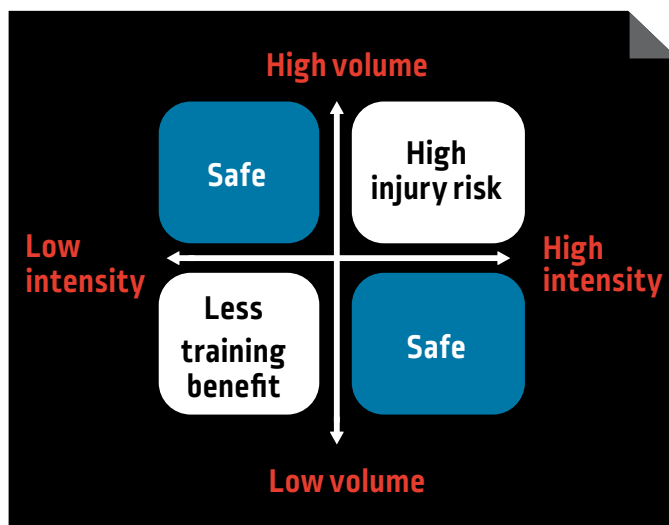 High volume
Safe
High
injury risk
Low
intensity
High
intensity
Less
training
benefit
Safe
Low volume